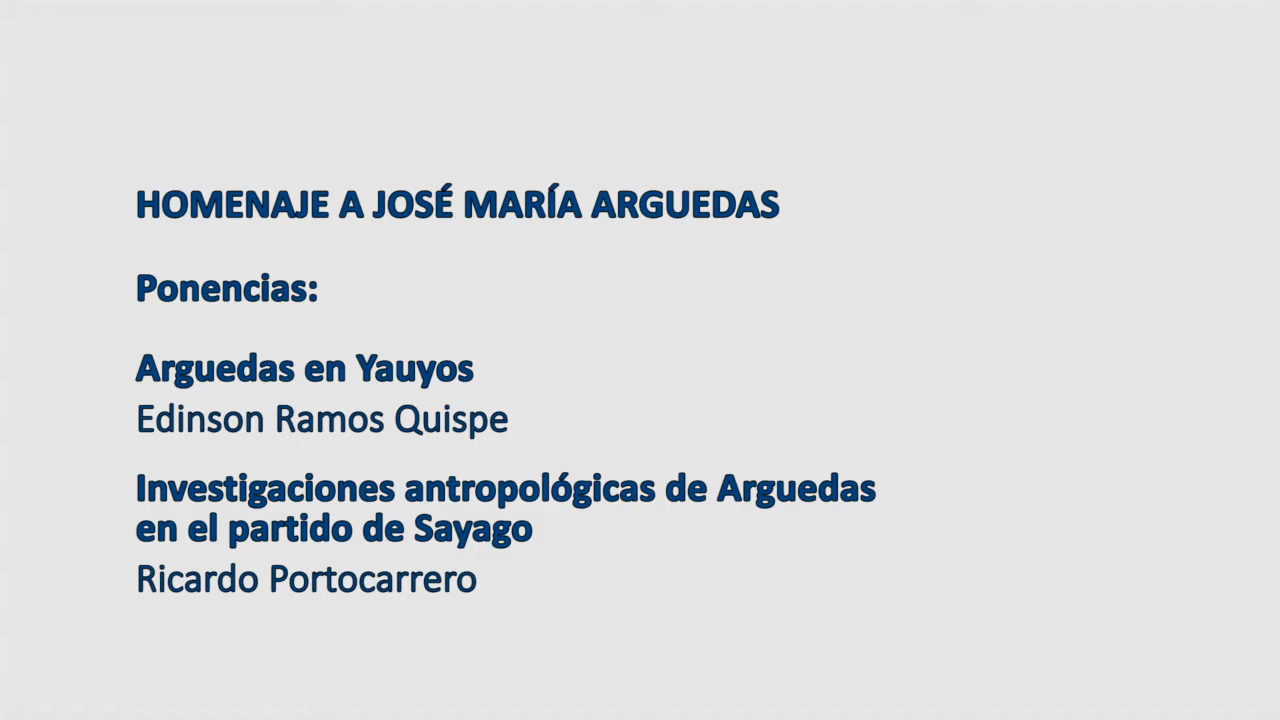 HOMENAJE A JOSÉ MARÍA ARGUEDAS
Ponencias:
Arguedas en Yauyos
Edinson Ramos Quispe
Investigaciones antropológicas de Arguedas
en el partido de Sayago
Ricardo Portocarrero